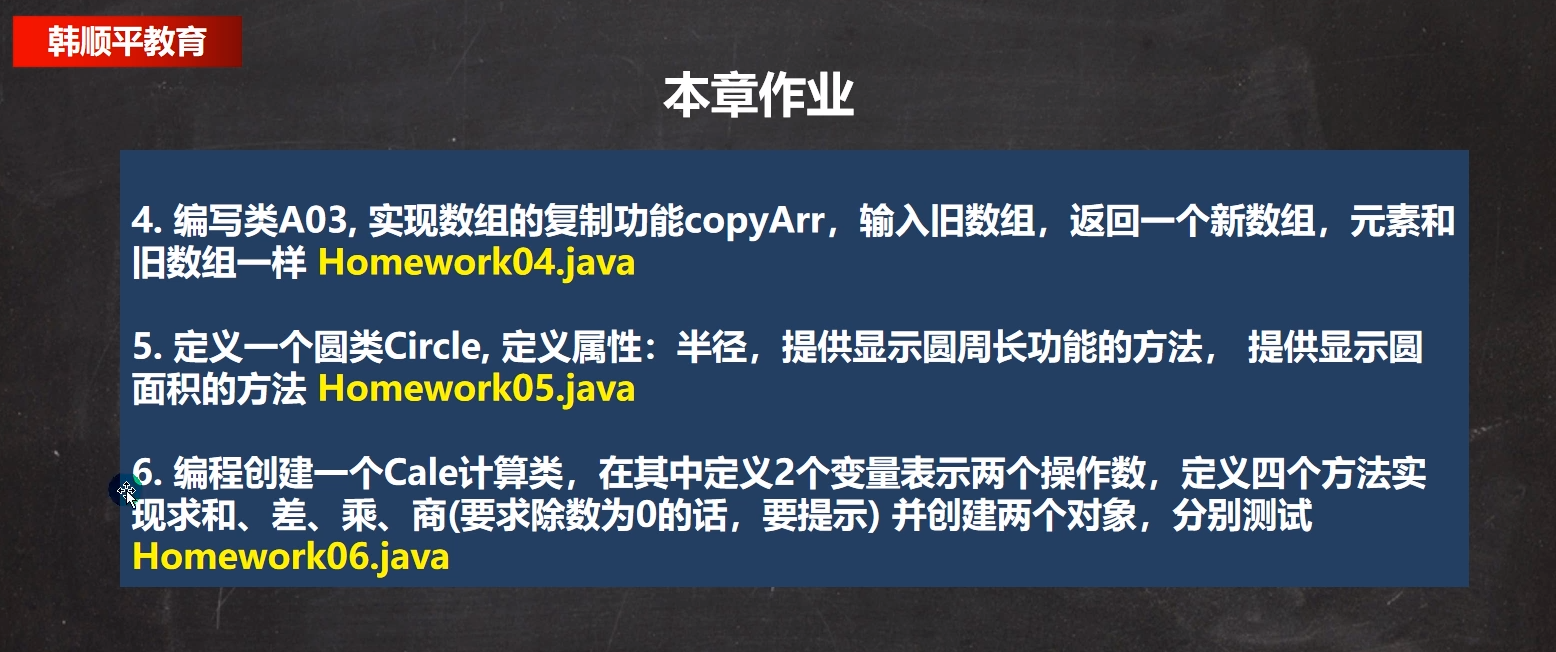 韩顺平教育
本章作业
4. 编写类A03, 实现数组的复制功能copyArr，输入旧数组，返回一个新数组，元素和
旧数组一样 Homework04.java
5. 定义一个圆类Circle, 定义属性：半径，提供显示圆周长功能的方法， 提供显示圆
面积的方法 Homework05.java
6. 编程创建一个Cale计算类，在其中定义2个变量表示两个操作数，定义四个方法实
现求和、差、乘、商(要求除数为0的话，要提示) 并创建两个对象，分别测试
Homework06.java